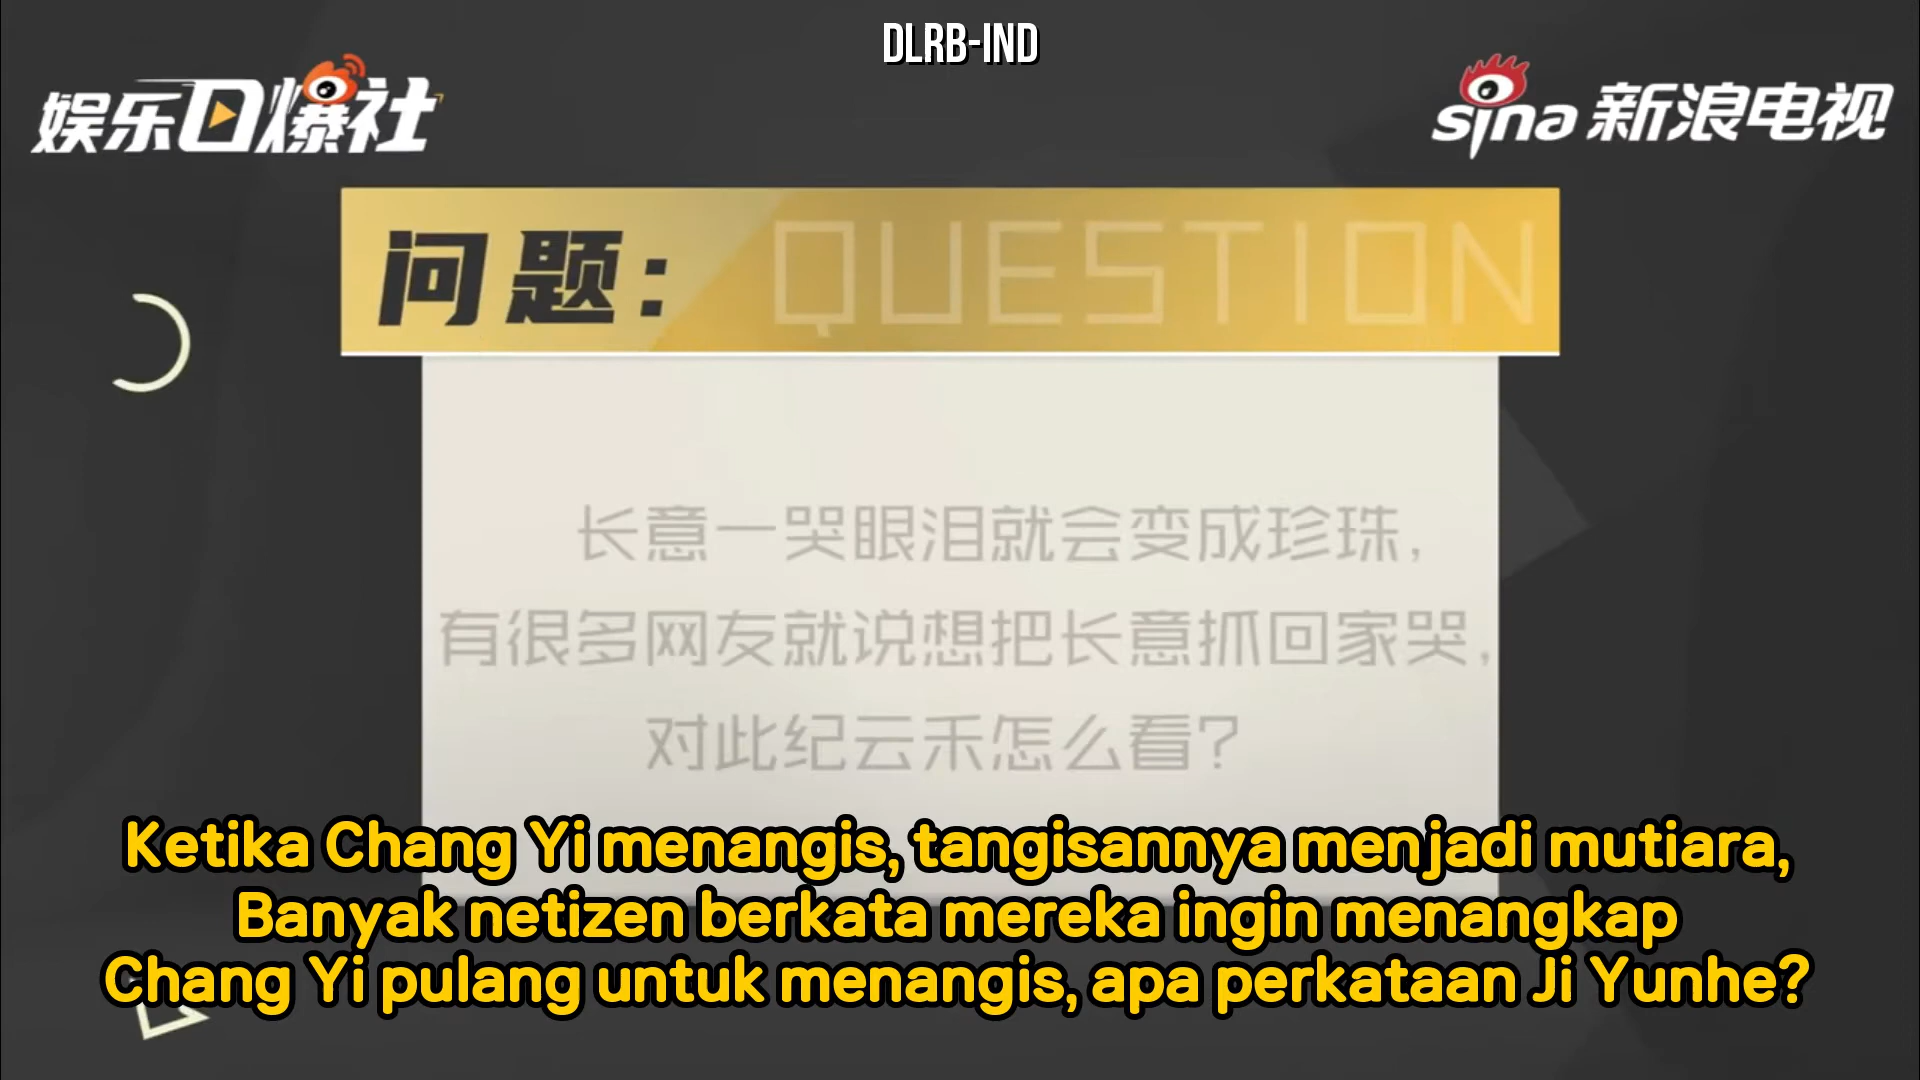 DLRB-IND
娱乐日爆社
sina 新浪电视
问题: QUESTION
长意一哭眼泪就会变成珍珠,
有很多网友就说想把长意抓回家哭,
对此纪云禾怎么看?
Ketika Chang Yi menangis, tangisannya menjadi mutiara,
Banyak netizen berkata mereka ingin menangkap
Chang Yi pulang untuk menangis, apa perkataan Ji Yunhe?